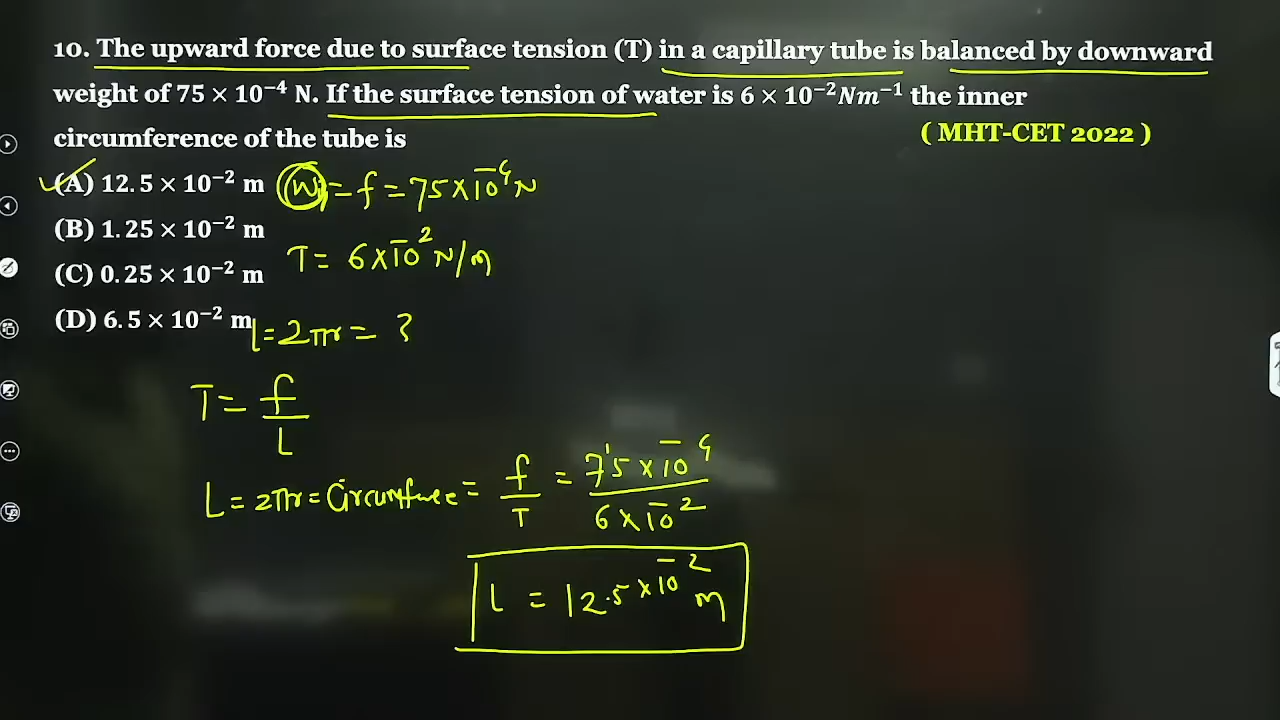 10. The upward force due to surface tension (T) in a capillary tube is balanced by downward
weight of 75 × 10⁻⁴ N. If the surface tension of water is 6 × 10⁻² Nm⁻¹ the inner
circumference of the tube is
( MHT-CET 2022 )
(A) 12.5 × 10⁻² m
(B) 1.25 × 10⁻² m
(C) 0.25 × 10⁻² m
(D) 6.5 × 10⁻² m
W = f = 75 × 10⁻⁴ N
T = 6 × 10⁻² N/m
l = 2πr = ?
T = f / L
L = 2πr = Circumfuece = f / T = 75 × 10⁻⁴ / 6 × 10⁻²
l = 12.5 × 10⁻² m